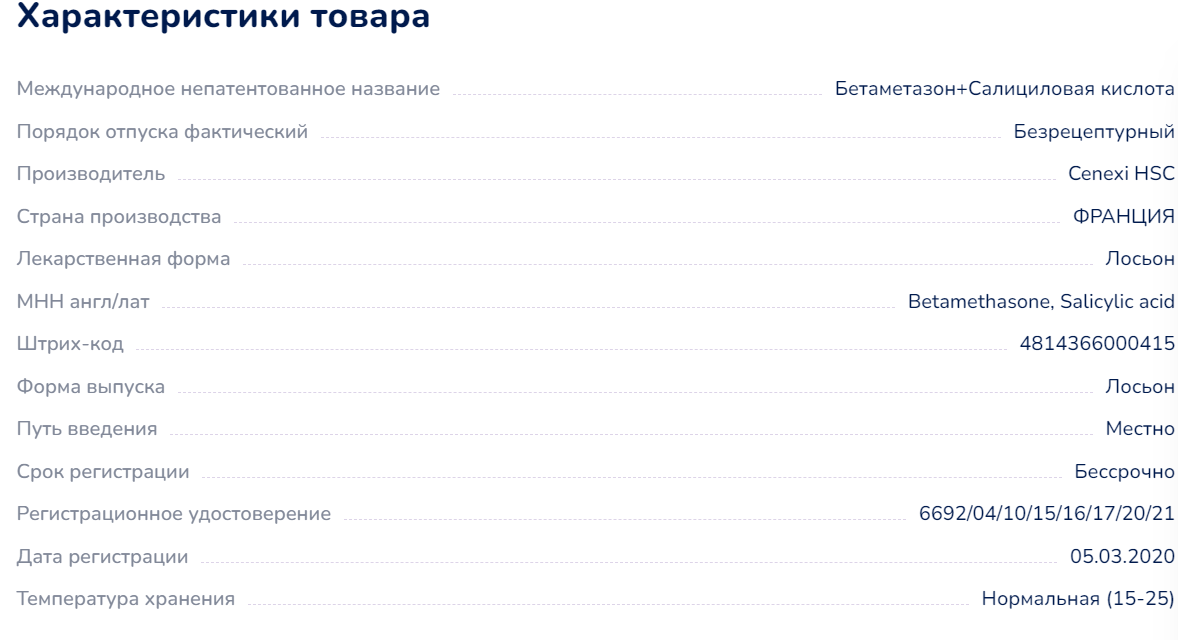 Характеристики товара
Международное непатентованное название Бетаметазон+Салициловая кислота
Порядок отпуска фактический Безрецептурный
Производитель Cenexi HSC
Страна производства ФРАНЦИЯ
Лекарственная форма Лосьон
МНН англ/лат Betamethasone, Salicylic acid
Штрих-код 4814366000415
Форма выпуска Лосьон
Путь введения Местно
Срок регистрации Бессрочно
Регистрационное удостоверение 6692/04/10/15/16/17/20/21
Дата регистрации 05.03.2020
Температура хранения Нормальная (15-25)